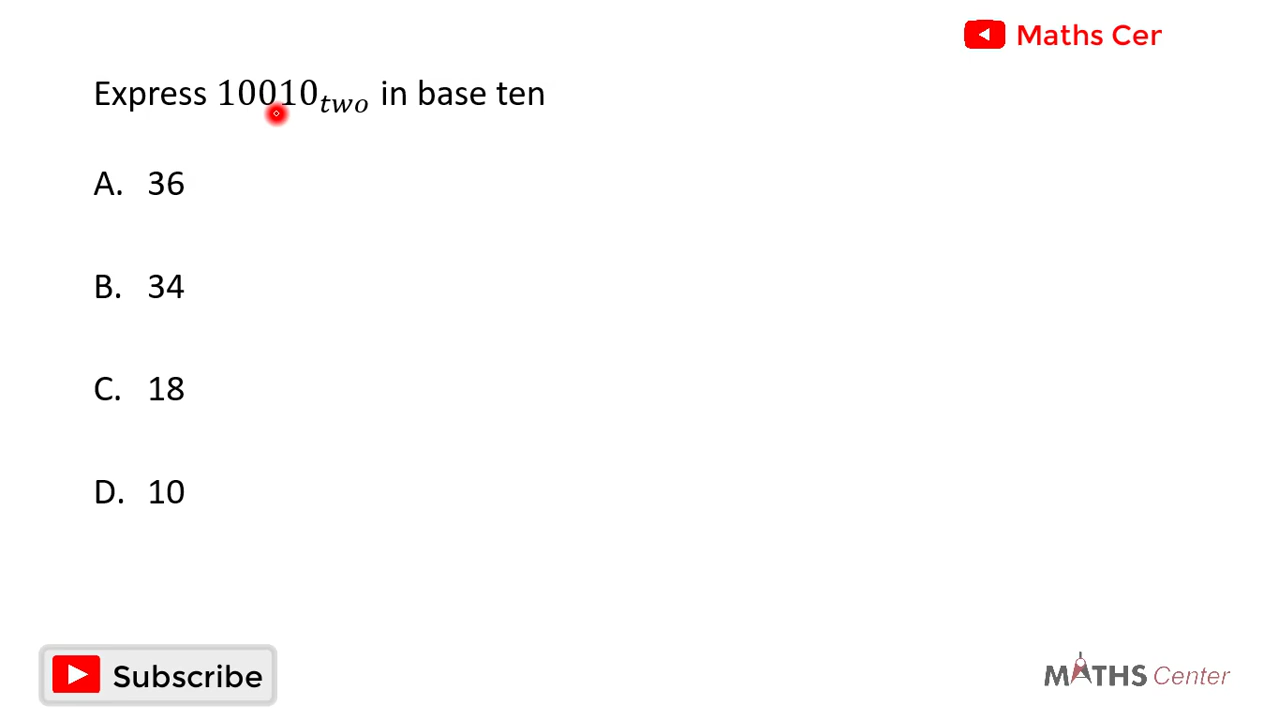 Maths Cer
Express 10010two in base ten
A. 36
B. 34
C. 18
D. 10
Subscribe
MATHS Center